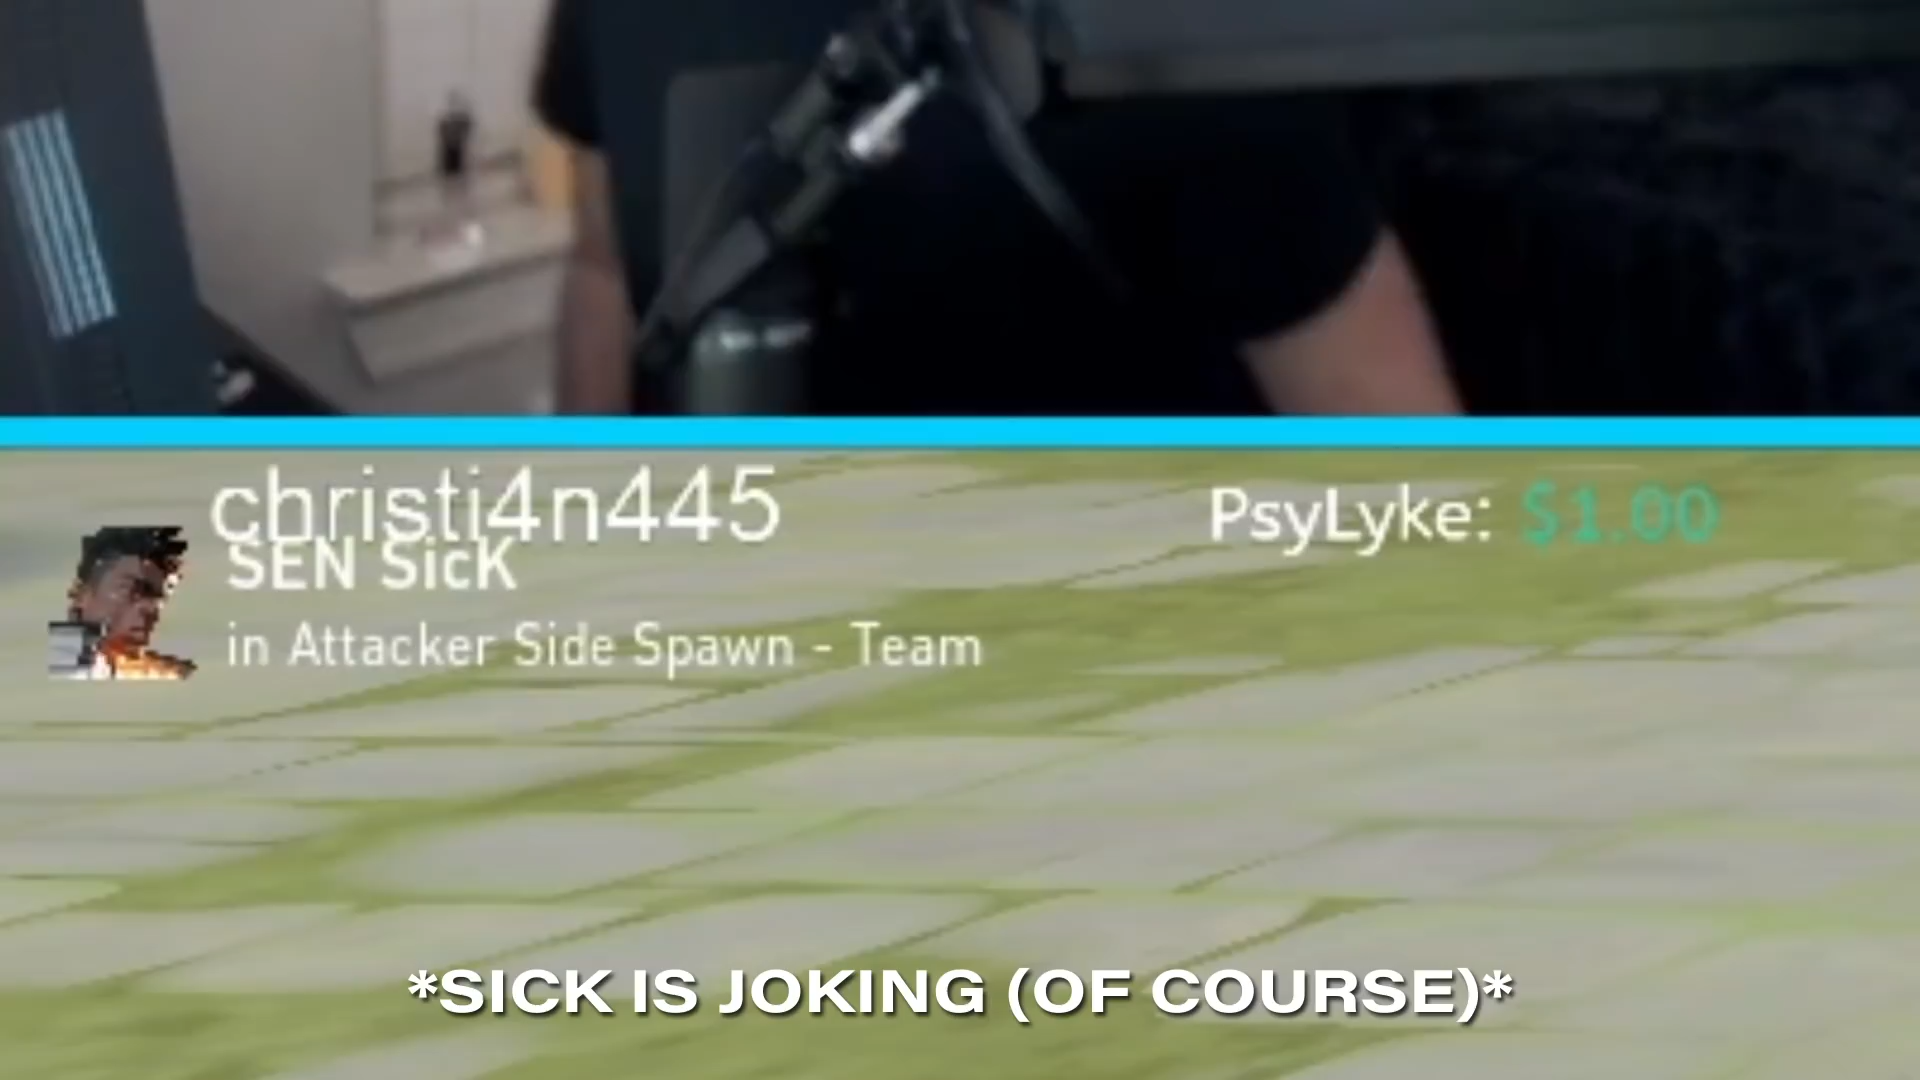 christi4n445
PsyLyke: $1.00
SEN SicK
in Attacker Side Spawn - Team
*SICK IS JOKING (OF COURSE)*